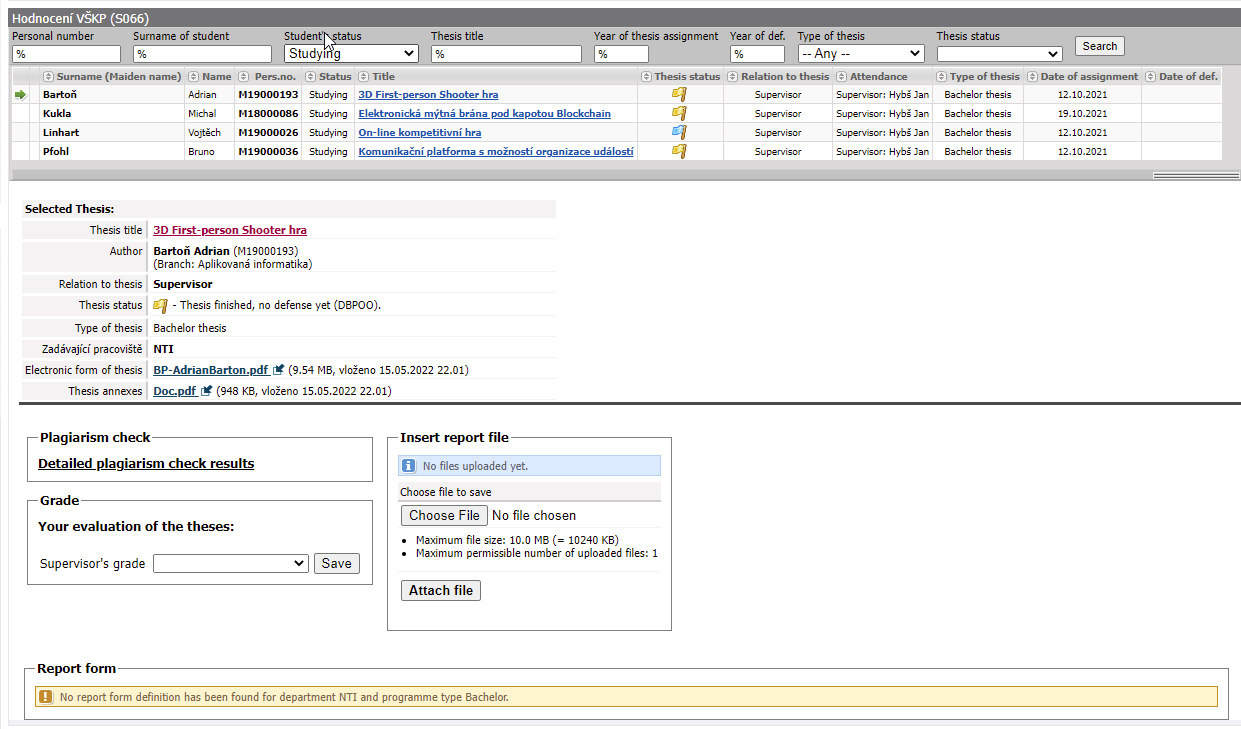 Hodnocení VŠKP (S066)
Personal number Surname of student Student's status Thesis title Year of thesis assignment Year of def. Type of thesis Thesis status
% % Studying % % % -- Any -- Search
Surname (Maiden name) Name Pers.no. Status Title Thesis status Relation to thesis Attendance Type of thesis Date of assignment Date of def.
Bartoň Adrian M19000193 Studying 3D First-person Shooter hra Supervisor Supervisor: Hybš Jan Bachelor thesis 12.10.2021
Kukla Michal M18000086 Studying Elektronická mýtná brána pod kapotou Blockchain Supervisor Supervisor: Hybš Jan Bachelor thesis 19.10.2021
Linhart Vojtěch M19000026 Studying On-line kompetitivní hra Supervisor Supervisor: Hybš Jan Bachelor thesis 12.10.2021
Pfohl Bruno M19000036 Studying Komunikační platforma s možností organizace událostí Supervisor Supervisor: Hybš Jan Bachelor thesis 12.10.2021
Selected Thesis:
Thesis title 3D First-person Shooter hra
Author Bartoň Adrian (M19000193)
(Branch: Aplikovaná informatika)
Relation to thesis Supervisor
Thesis status - Thesis finished, no defense yet (DBPOO).
Type of thesis Bachelor thesis
Zadávající pracoviště NTI
Electronic form of thesis BP-AdrianBarton.pdf (9.54 MB, vloženo 15.05.2022 22.01)
Thesis annexes Doc.pdf (948 KB, vloženo 15.05.2022 22.01)
Plagiarism check
Detailed plagiarism check results
Grade
Your evaluation of the theses:
Supervisor's grade Save
Insert report file
No files uploaded yet.
Choose file to save
Choose File No file chosen
• Maximum file size: 10.0 MB (= 10240 KB)
• Maximum permissible number of uploaded files: 1
Attach file
Report form
No report form definition has been found for department NTI and programme type Bachelor.